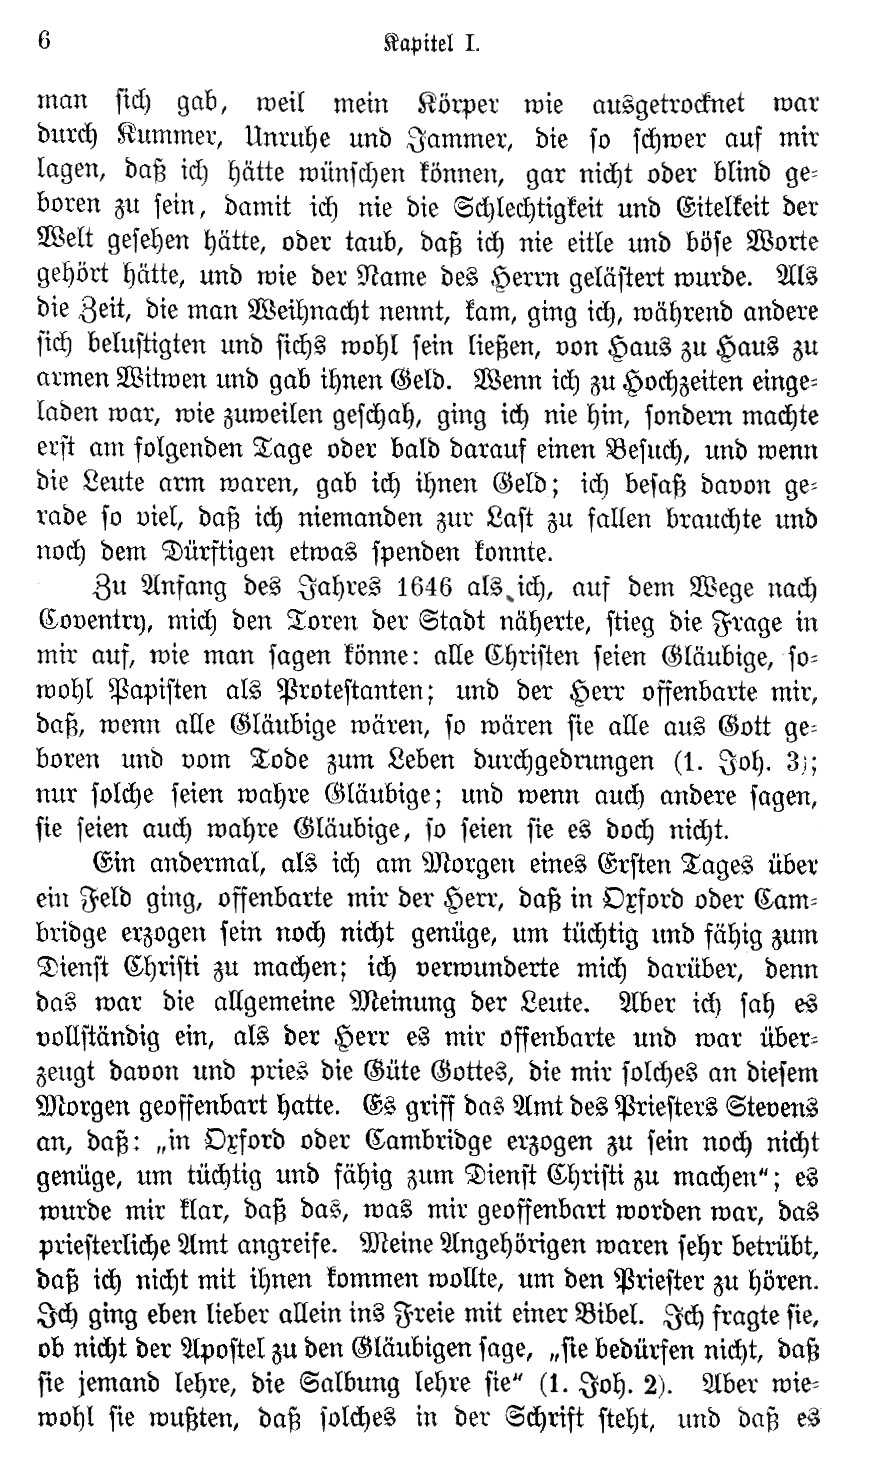 6
Kapitel I.
man sich gab, weil mein Körper wie ausgetrocknet war
durch Kummer, Unruhe und Jammer, die so schwer auf mir
lagen, daß ich hätte wünschen können, gar nicht oder blind ge-
boren zu sein, damit ich nie die Schlechtigkeit und Eitelkeit der
Welt gesehen hätte, oder taub, daß ich nie eitle und böse Worte
gehört hätte, und wie der Name des Herrn gelästert wurde. Als
die Zeit, die man Weihnacht nennt, kam, ging ich, während andere
sich belustigten und sichs wohl sein ließen, von Haus zu Haus zu
armen Witwen und gab ihnen Geld. Wenn ich zu Hochzeiten einge-
laden war, wie zuweilen geschah, ging ich nie hin, sondern machte
erst am folgenden Tage oder bald darauf einen Besuch, und wenn
die Leute arm waren, gab ich ihnen Geld; ich besaß davon ge-
rade so viel, daß ich niemanden zur Last zu fallen brauchte und
noch dem Dürftigen etwas spenden konnte.
Zu Anfang des Jahres 1646 als ich, auf dem Wege nach
Coventry, mich den Toren der Stadt näherte, stieg die Frage in
mir auf, wie man sagen könne: alle Christen seien Gläubige, so-
wohl Papisten als Protestanten; und der Herr offenbarte mir,
daß, wenn alle Gläubige wären, so wären sie alle aus Gott ge-
boren und vom Tode zum Leben durchgedrungen (1. Joh. 3);
nur solche seien wahre Gläubige; und wenn auch andere sagen,
sie seien auch wahre Gläubige, so seien sie es doch nicht.
Ein andermal, als ich am Morgen eines Ersten Tages über
ein Feld ging, offenbarte mir der Herr, daß in Oxford oder Cam-
bridge erzogen sein noch nicht genüge, um tüchtig und fähig zum
Dienst Christi zu machen; ich verwunderte mich darüber, denn
das war die allgemeine Meinung der Leute. Aber ich sah es
vollständig ein, als der Herr es mir offenbarte und war über-
zeugt davon und pries die Güte Gottes, die mir solches an diesem
Morgen geoffenbart hatte. Es griff das Amt des Priesters Stevens
an, daß: „in Oxford oder Cambridge erzogen zu sein noch nicht
genüge, um tüchtig und fähig zum Dienst Christi zu machen“; es
wurde mir klar, daß das, was mir geoffenbart worden war, das
priesterliche Amt angreife. Meine Angehörigen waren sehr betrübt,
daß ich nicht mit ihnen kommen wollte, um den Priester zu hören.
Ich ging eben lieber allein ins Freie mit einer Bibel. Ich fragte sie,
ob nicht der Apostel zu den Gläubigen sage, „sie bedürfen nicht, daß
sie jemand lehre, die Salbung lehre sie“ (1. Joh. 2). Aber wie-
wohl sie wußten, daß solches in der Schrift steht, und daß es